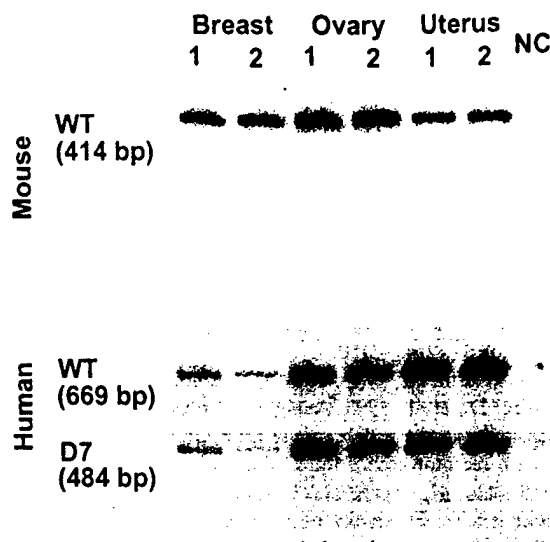 Breast Ovary Uterus NC
1 2 1 2 1 2
Mouse
WT
(414 bp)
Human
WT
(669 bp)
D7
(484 bp)